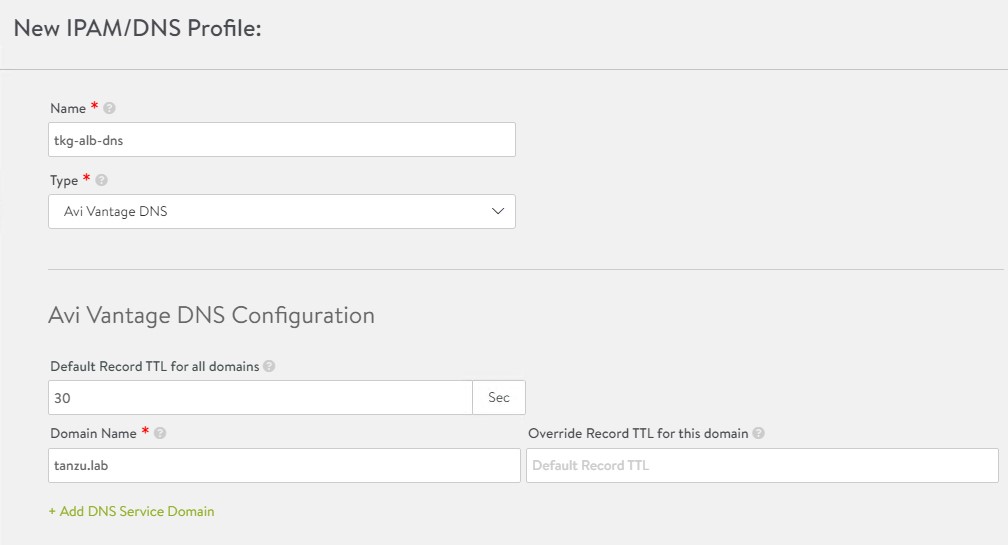 New IPAM/DNS Profile:
Name * ?
tkg-alb-dns
Type * ?
Avi Vantage DNS
Avi Vantage DNS Configuration
Default Record TTL for all domains ?
30 Sec
Domain Name * ? Override Record TTL for this domain ?
tanzu.lab Default Record TTL
+ Add DNS Service Domain